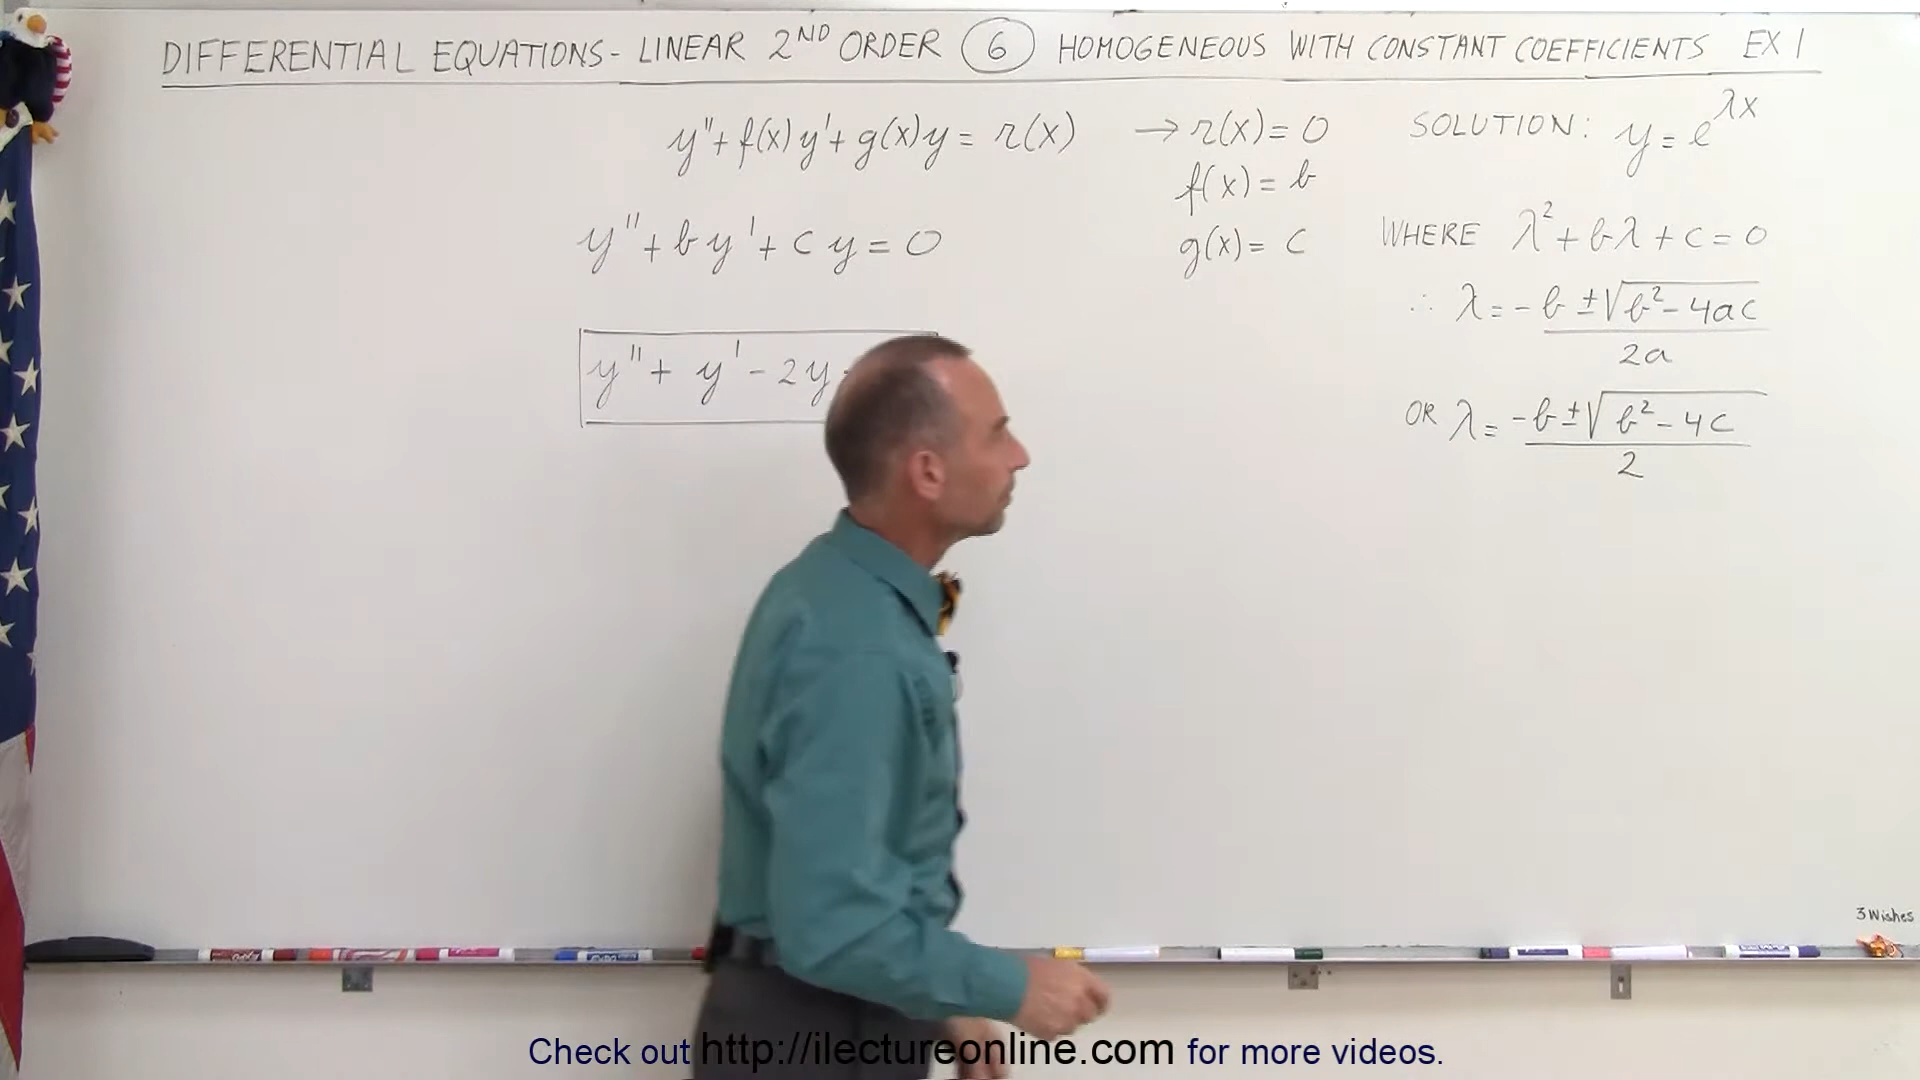 DIFFERENTIAL EQUATIONS - LINEAR 2ND ORDER 6 HOMOGENEOUS WITH CONSTANT COEFFICIENTS EX 1
y'' + f(x) y' + g(x) y = r(x) → r(x) = 0 SOLUTION: y = e^λx
f(x) = b
y'' + b y' + c y = 0 g(x) = c WHERE λ² + bλ + c = 0
∴ λ = -b ± √b² - 4ac / 2a
y'' + y' - 2y
OR λ = -b ± √b² - 4c / 2
3 Wishes
EXPO
Check out http://ilectureonline.com for more videos.